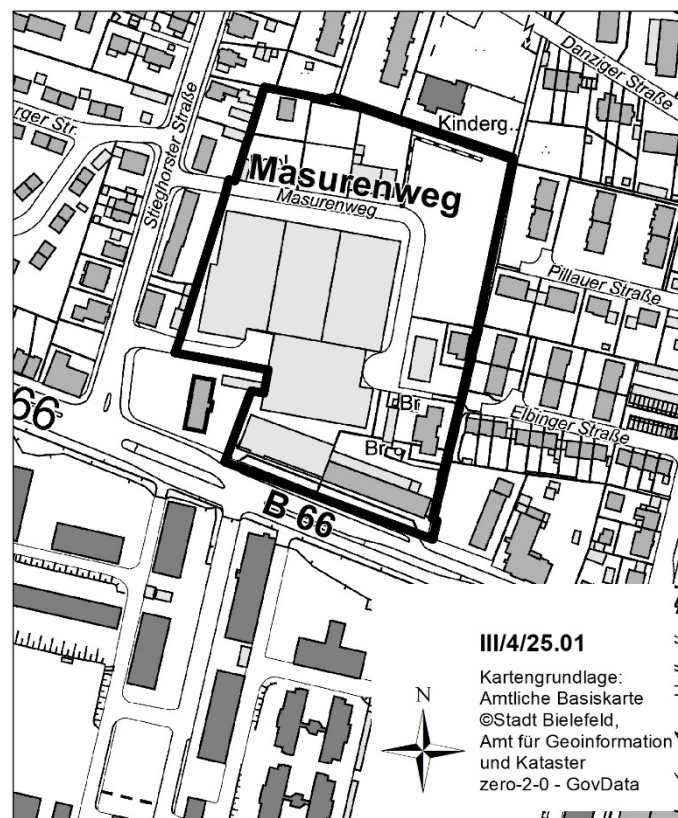 Danziger Straße
Kinderg..
rger Str.
Stieghorster Straße
Masurenweg
Masurenweg
Pillauer Straße
66
Br
Elbinger Straße
Br
B 66
III/4/25.01
Kartengrundlage:
N
Amtliche Basiskarte
©Stadt Bielefeld,
Amt für Geoinformation
und Kataster
zero-2-0 - GovData